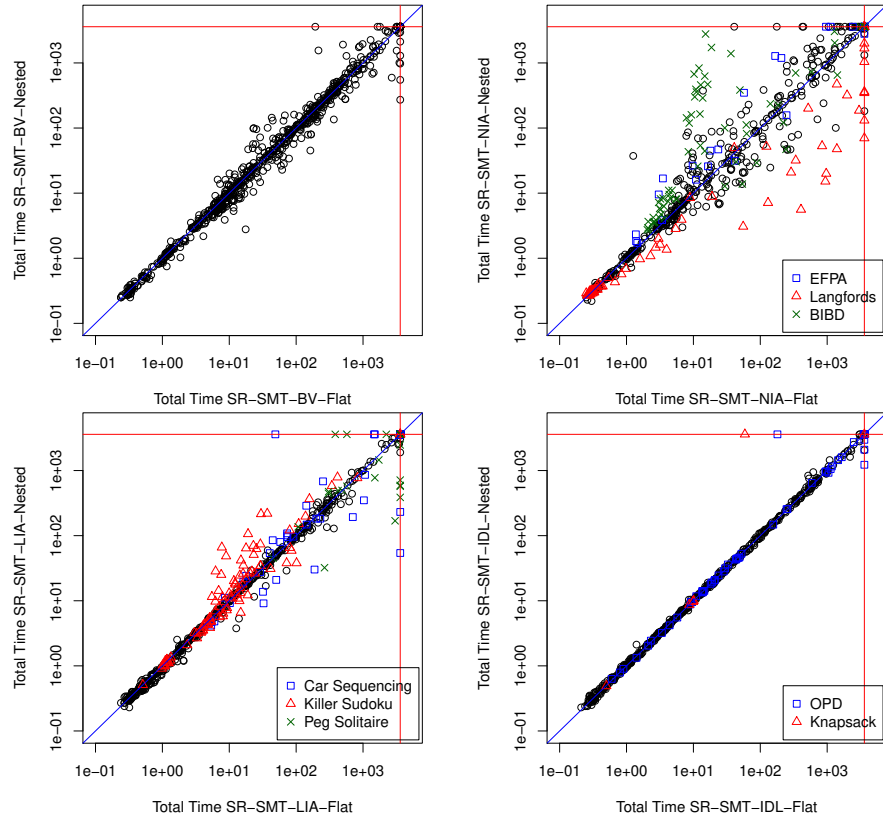 Total Time SR−SMT−BV−Nested
1e+03
1e+02
1e+01
1e+00
1e−01
1e−01 1e+00 1e+01 1e+02 1e+03
Total Time SR−SMT−BV−Flat
Total Time SR−SMT−NIA−Nested
1e+03
1e+02
1e+01
1e+00
1e−01
EFPA
Langfords
BIBD
1e−01 1e+00 1e+01 1e+02 1e+03
Total Time SR−SMT−NIA−Flat
Total Time SR−SMT−LIA−Nested
1e+03
1e+02
1e+01
1e+00
1e−01
Car Sequencing
Killer Sudoku
Peg Solitaire
1e−01 1e+00 1e+01 1e+02 1e+03
Total Time SR−SMT−LIA−Flat
Total Time SR−SMT−IDL−Nested
1e+03
1e+02
1e+01
1e+00
1e−01
OPD
Knapsack
1e−01 1e+00 1e+01 1e+02 1e+03
Total Time SR−SMT−IDL−Flat